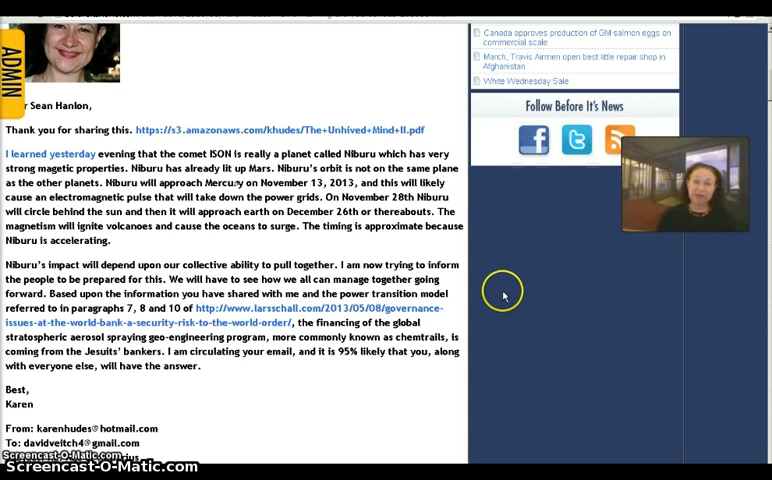 Canada approves production of GM salmon eggs on
commercial scale
March, Travis Airmen open best little repair shop in
Afghanistan
White Wednesday Sale
Follow Before It's News
ADMIN
Sean Hanlon,
Thank you for sharing this. https://s3.amazonaws.com/khudes/The+Unhived+Mind+II.pdf
I learned yesterday evening that the comet ISON is really a planet called Niburu which has very
strong magetic properties. Niburu has already lit up Mars. Niburu's orbit is not on the same plane
as the other planets. Niburu will approach Mercury on November 13, 2013, and this will likely
cause an electromagnetic pulse that will take down the power grids. On November 28th Niburu
will circle behind the sun and then it will approach earth on December 26th or thereabouts. The
magnetism will ignite volcanoes and cause the oceans to surge. The timing is approximate because
Niburu is accelerating.
Niburu's impact will depend upon our collective ability to pull together. I am now trying to inform
the people to be prepared for this. We will have to see how we all can manage together going
forward. Based upon the information you have shared with me and the power transition model
referred to in paragraphs 7, 8 and 10 of http://www.larsschall.com/2013/05/08/governance-
issues-at-the-world-bank-a-security-risk-to-the-world-order/, the financing of the global
stratospheric aerosol spraying geo-engineering program, more commonly known as chemtrails, is
coming from the Jesuits' bankers. I am circulating your email, and it is 95% likely that you, along
with everyone else, will have the answer.
Best,
Karen
From: karenhudes@hotmail.com
To: davidveitch4@gmail.com
Screencast-O-Matic.com
Screencast-O-Matic.com